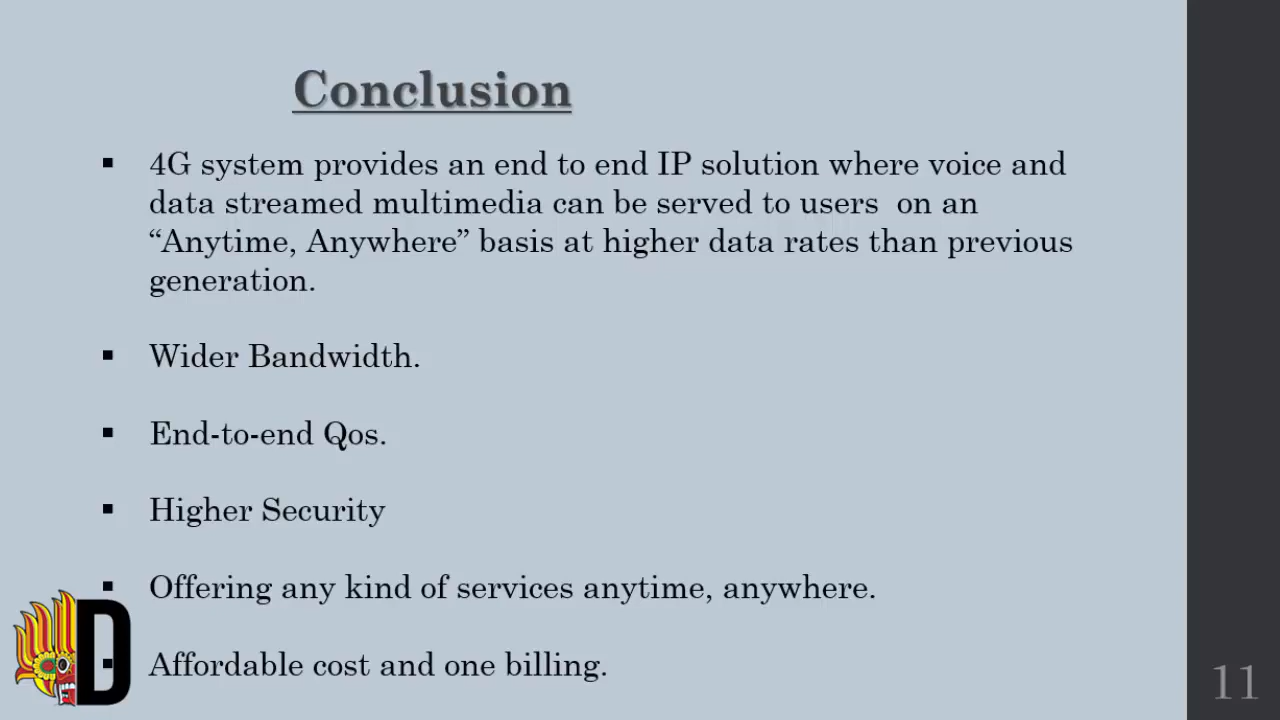 Conclusion
▪ 4G system provides an end to end IP solution where voice and
data streamed multimedia can be served to users on an
“Anytime, Anywhere” basis at higher data rates than previous
generation.
▪ Wider Bandwidth.
▪ End-to-end Qos.
▪ Higher Security
▪ Offering any kind of services anytime, anywhere.
▪ Affordable cost and one billing.
D
11